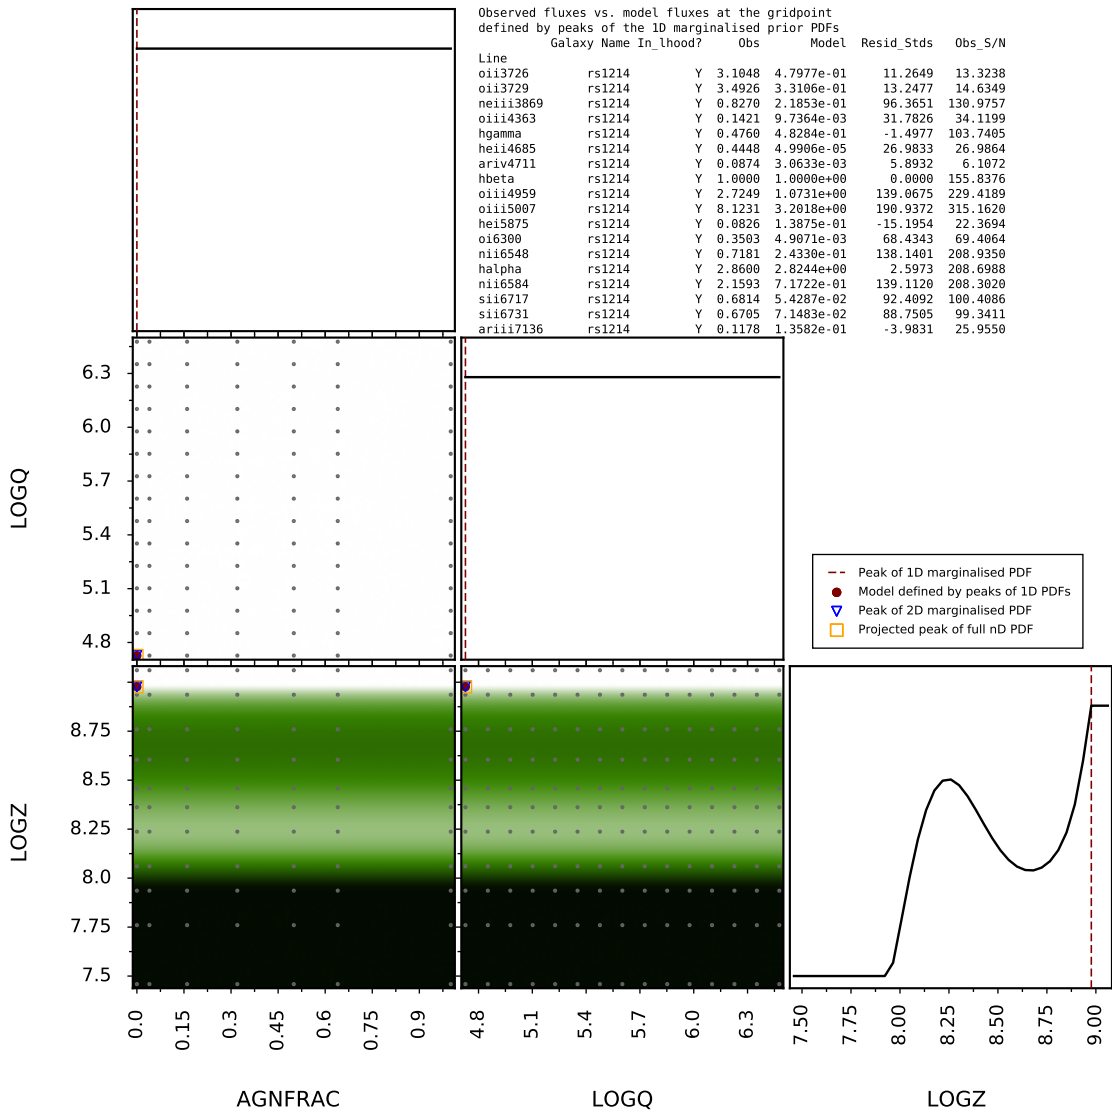 Observed fluxes vs. model fluxes at the gridpoint
defined by peaks of the 1D marginalised prior PDFs
Galaxy Name In_lhood? Obs Model Resid_Stds Obs_S/N
Line
oii3726 rs1214 Y 3.1048 4.7977e-01 11.2649 13.3238
oii3729 rs1214 Y 3.4926 3.3106e-01 13.2477 14.6349
neiii3869 rs1214 Y 0.8270 2.1853e-01 96.3651 130.9757
oiii4363 rs1214 Y 0.1421 9.7364e-03 31.7826 34.1199
hgamma rs1214 Y 0.4760 4.8284e-01 -1.4977 103.7405
heii4685 rs1214 Y 0.4448 4.9906e-05 26.9833 26.9864
ariv4711 rs1214 Y 0.0874 3.0633e-03 5.8932 6.1072
hbeta rs1214 Y 1.0000 1.0000e+00 0.0000 155.8376
oiii4959 rs1214 Y 2.7249 1.0731e+00 139.0675 229.4189
oiii5007 rs1214 Y 8.1231 3.2018e+00 190.9372 315.1620
hei5875 rs1214 Y 0.0826 1.3875e-01 -15.1954 22.3694
oi6300 rs1214 Y 0.3503 4.9071e-03 68.4343 69.4064
nii6548 rs1214 Y 0.7181 2.4330e-01 138.1401 208.9350
halpha rs1214 Y 2.8600 2.8244e+00 2.5973 208.6988
nii6584 rs1214 Y 2.1593 7.1722e-01 139.1120 208.3020
sii6717 rs1214 Y 0.6814 5.4287e-02 92.4092 100.4086
sii6731 rs1214 Y 0.6705 7.1483e-02 88.7505 99.3411
ariii7136 rs1214 Y 0.1178 1.3582e-01 -3.9831 25.9550
LOGQ
6.3
6.0
5.7
5.4
5.1
4.8
Peak of 1D marginalised PDF
Model defined by peaks of 1D PDFs
Peak of 2D marginalised PDF
Projected peak of full nD PDF
LOGZ
8.75
8.5
8.25
8.0
7.75
7.5
0.0 0.15 0.3 0.45 0.6 0.75 0.9
4.8 5.1 5.4 5.7 6.0 6.3
7.50 7.75 8.00 8.25 8.50 8.75 9.00
AGNFRAC LOGQ LOGZ